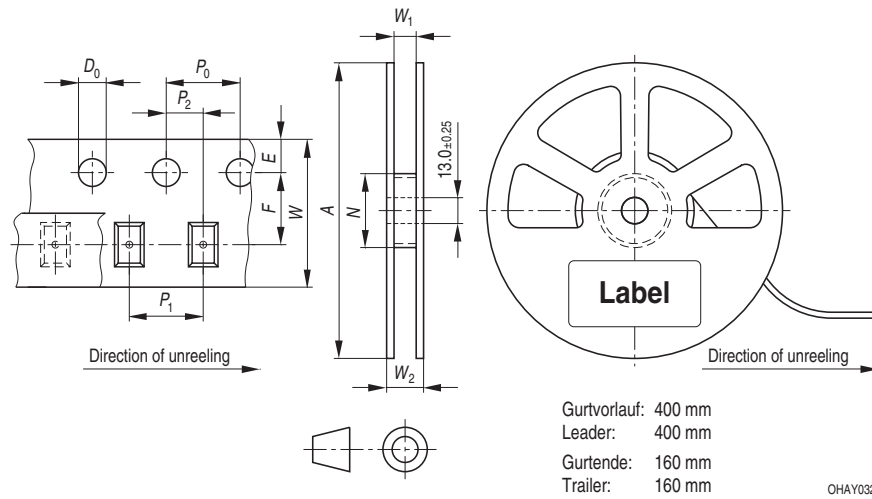 W1
D0
P0
P2
E
F
W
A
N
13.0±0.25
P1
W2
Label
Direction of unreeling
Direction of unreeling
Gurtvorlauf: 400 mm
Leader: 400 mm
Gurtende: 160 mm
Trailer: 160 mm